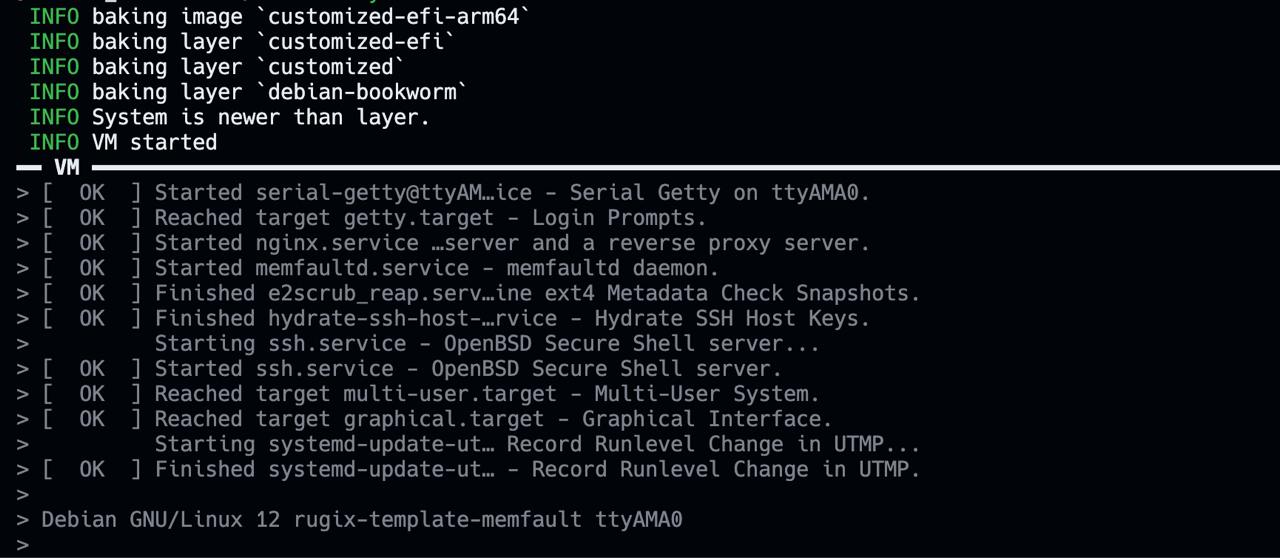 INFO baking image `customized-efi-arm64`
INFO baking layer `customized-efi`
INFO baking layer `customized`
INFO baking layer `debian-bookworm`
INFO System is newer than layer.
INFO VM started
VM
> [  OK  ] Started serial-getty@ttyAM…ice - Serial Getty on ttyAMA0.
> [  OK  ] Reached target getty.target - Login Prompts.
> [  OK  ] Started nginx.service …server and a reverse proxy server.
> [  OK  ] Started memfaultd.service - memfaultd daemon.
> [  OK  ] Finished e2scrub_reap.serv…ine ext4 Metadata Check Snapshots.
> [  OK  ] Finished hydrate-ssh-host-…rvice - Hydrate SSH Host Keys.
>          Starting ssh.service - OpenBSD Secure Shell server...
> [  OK  ] Started ssh.service - OpenBSD Secure Shell server.
> [  OK  ] Reached target multi-user.target - Multi-User System.
> [  OK  ] Reached target graphical.target - Graphical Interface.
>          Starting systemd-update-ut… Record Runlevel Change in UTMP...
> [  OK  ] Finished systemd-update-ut… - Record Runlevel Change in UTMP.
>
> Debian GNU/Linux 12 rugix-template-memfault ttyAMA0
>